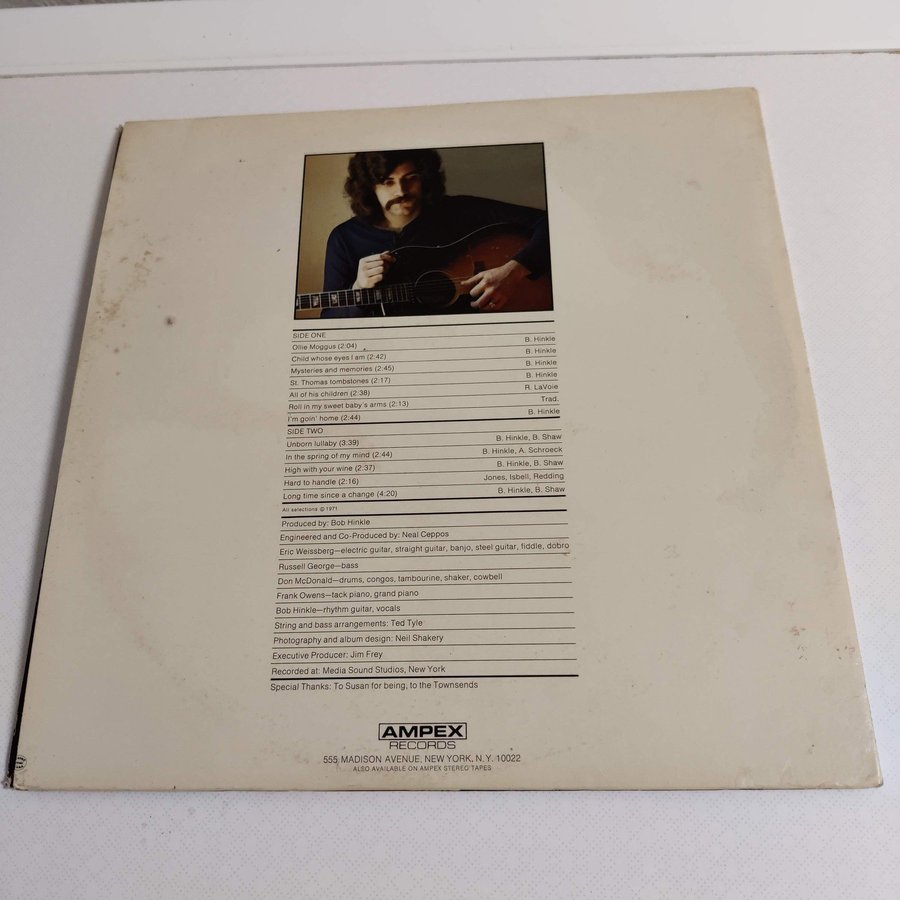 SIDE ONE
Ollie Moggus (2:04) B. Hinkle
Child whose eyes I am (2:42) B. Hinkle
Mysteries and memories (2:45) B. Hinkle
St. Thomas tombstones (2:17) B. Hinkle
All of his children (2:38) R. LaVoie
Roll in my sweet baby's arms (2:13) Trad.
I'm goin' home (2:44) B. Hinkle
SIDE TWO
Unborn lullaby (3:39) B. Hinkle, B. Shaw
In the spring of my mind (2:44) B. Hinkle, A. Schroeck
High with your wine (2:37) B. Hinkle, B. Shaw
Hard to handle (2:16) Jones, Isbell, Redding
Long time since a change (4:20) B. Hinkle, B. Shaw
All selections © 1971
Produced by: Bob Hinkle
Engineered and Co-Produced by: Neal Ceppos
Eric Weissberg—electric guitar, straight guitar, banjo, steel guitar, fiddle, dobro
Russell George—bass
Don McDonald—drums, congos, tambourine, shaker, cowbell
Frank Owens—tack piano, grand piano
Bob Hinkle—rhythm guitar, vocals
String and bass arrangements: Ted Tyle
Photography and album design: Neil Shakery
Executive Producer: Jim Frey
Recorded at: Media Sound Studios, New York
Special Thanks: To Susan for being, to the Townsends
AMPEX
RECORDS
555 MADISON AVENUE, NEW YORK, N.Y. 10022
ALSO AVAILABLE ON AMPEX STEREO TAPES